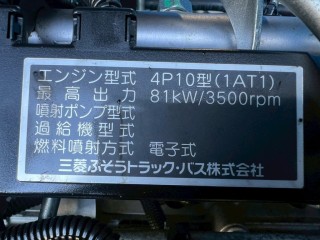 エンジン型式 4P10型(1AT1)
最高出力 81kW/3500rpm
噴射ポンプ型式
過給機型式
燃料噴射方式 電子式
三菱ふそうトラック・バス株式会社